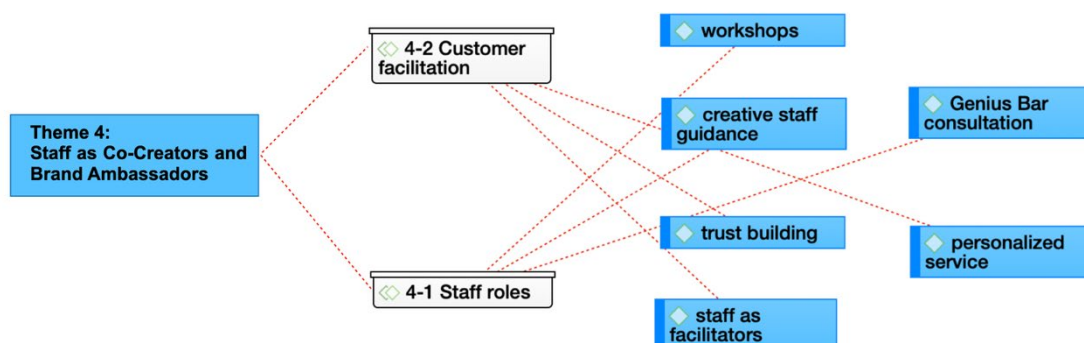 Theme 4:
Staff as Co-Creators and
Brand Ambassadors
4-2 Customer
facilitation
4-1 Staff roles
workshops
creative staff
guidance
trust building
staff as
facilitators
Genius Bar
consultation
personalized
service